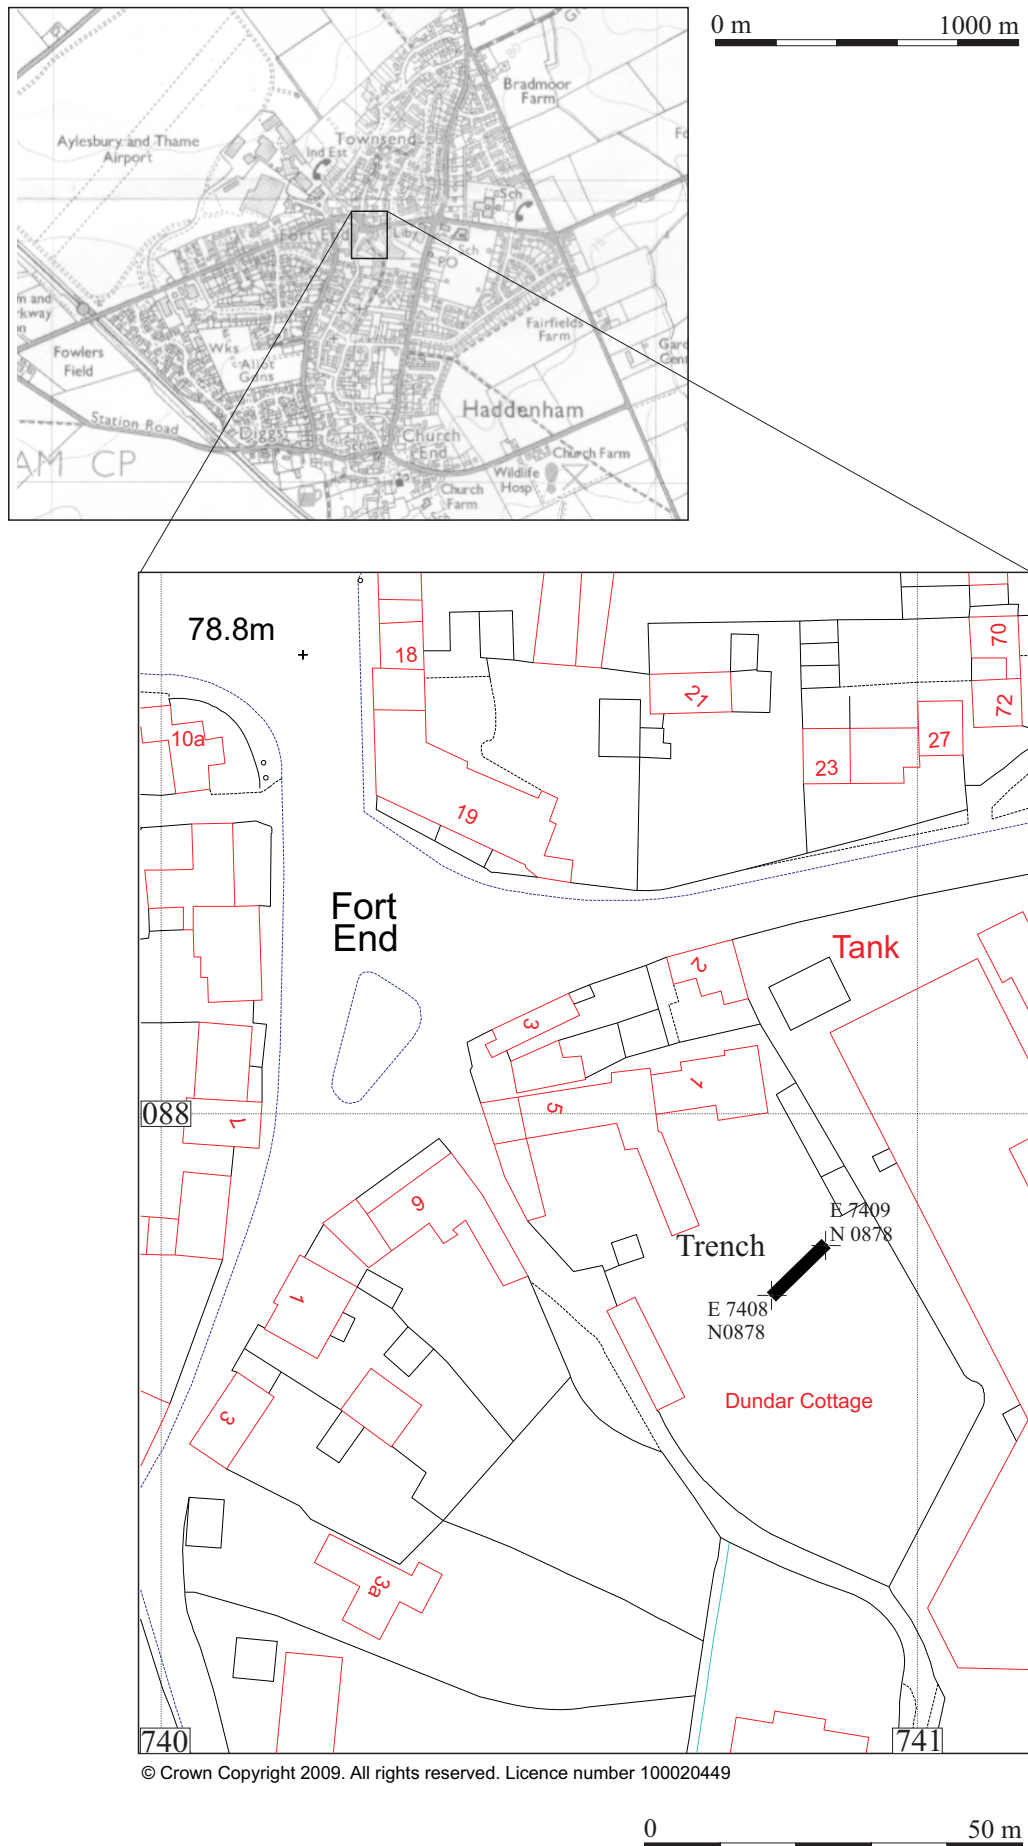 0 m 1000 m
Bradmoor
Farm
Aylesbury and Thame
Airport
Townsend
Ind Est
Sch
Fort End
Liby
Sch
PO
Fairfields
Farm
Fowlers
Field
Wks
Allot
Gdns
Haddenham
Station Road
Diggs
Church
End
Church Farm
Wildlife
Hosp
Church
Farm
AM CP
78.8m
18
21
70
72
10a
27
23
19
Fort
End
Tank
2
3
1
5
088
7
6
E 7409
N 0878
Trench
E 7408
N0878
1
3
Dundar Cottage
3a
740
741
© Crown Copyright 2009. All rights reserved. Licence number 100020449
0 50 m